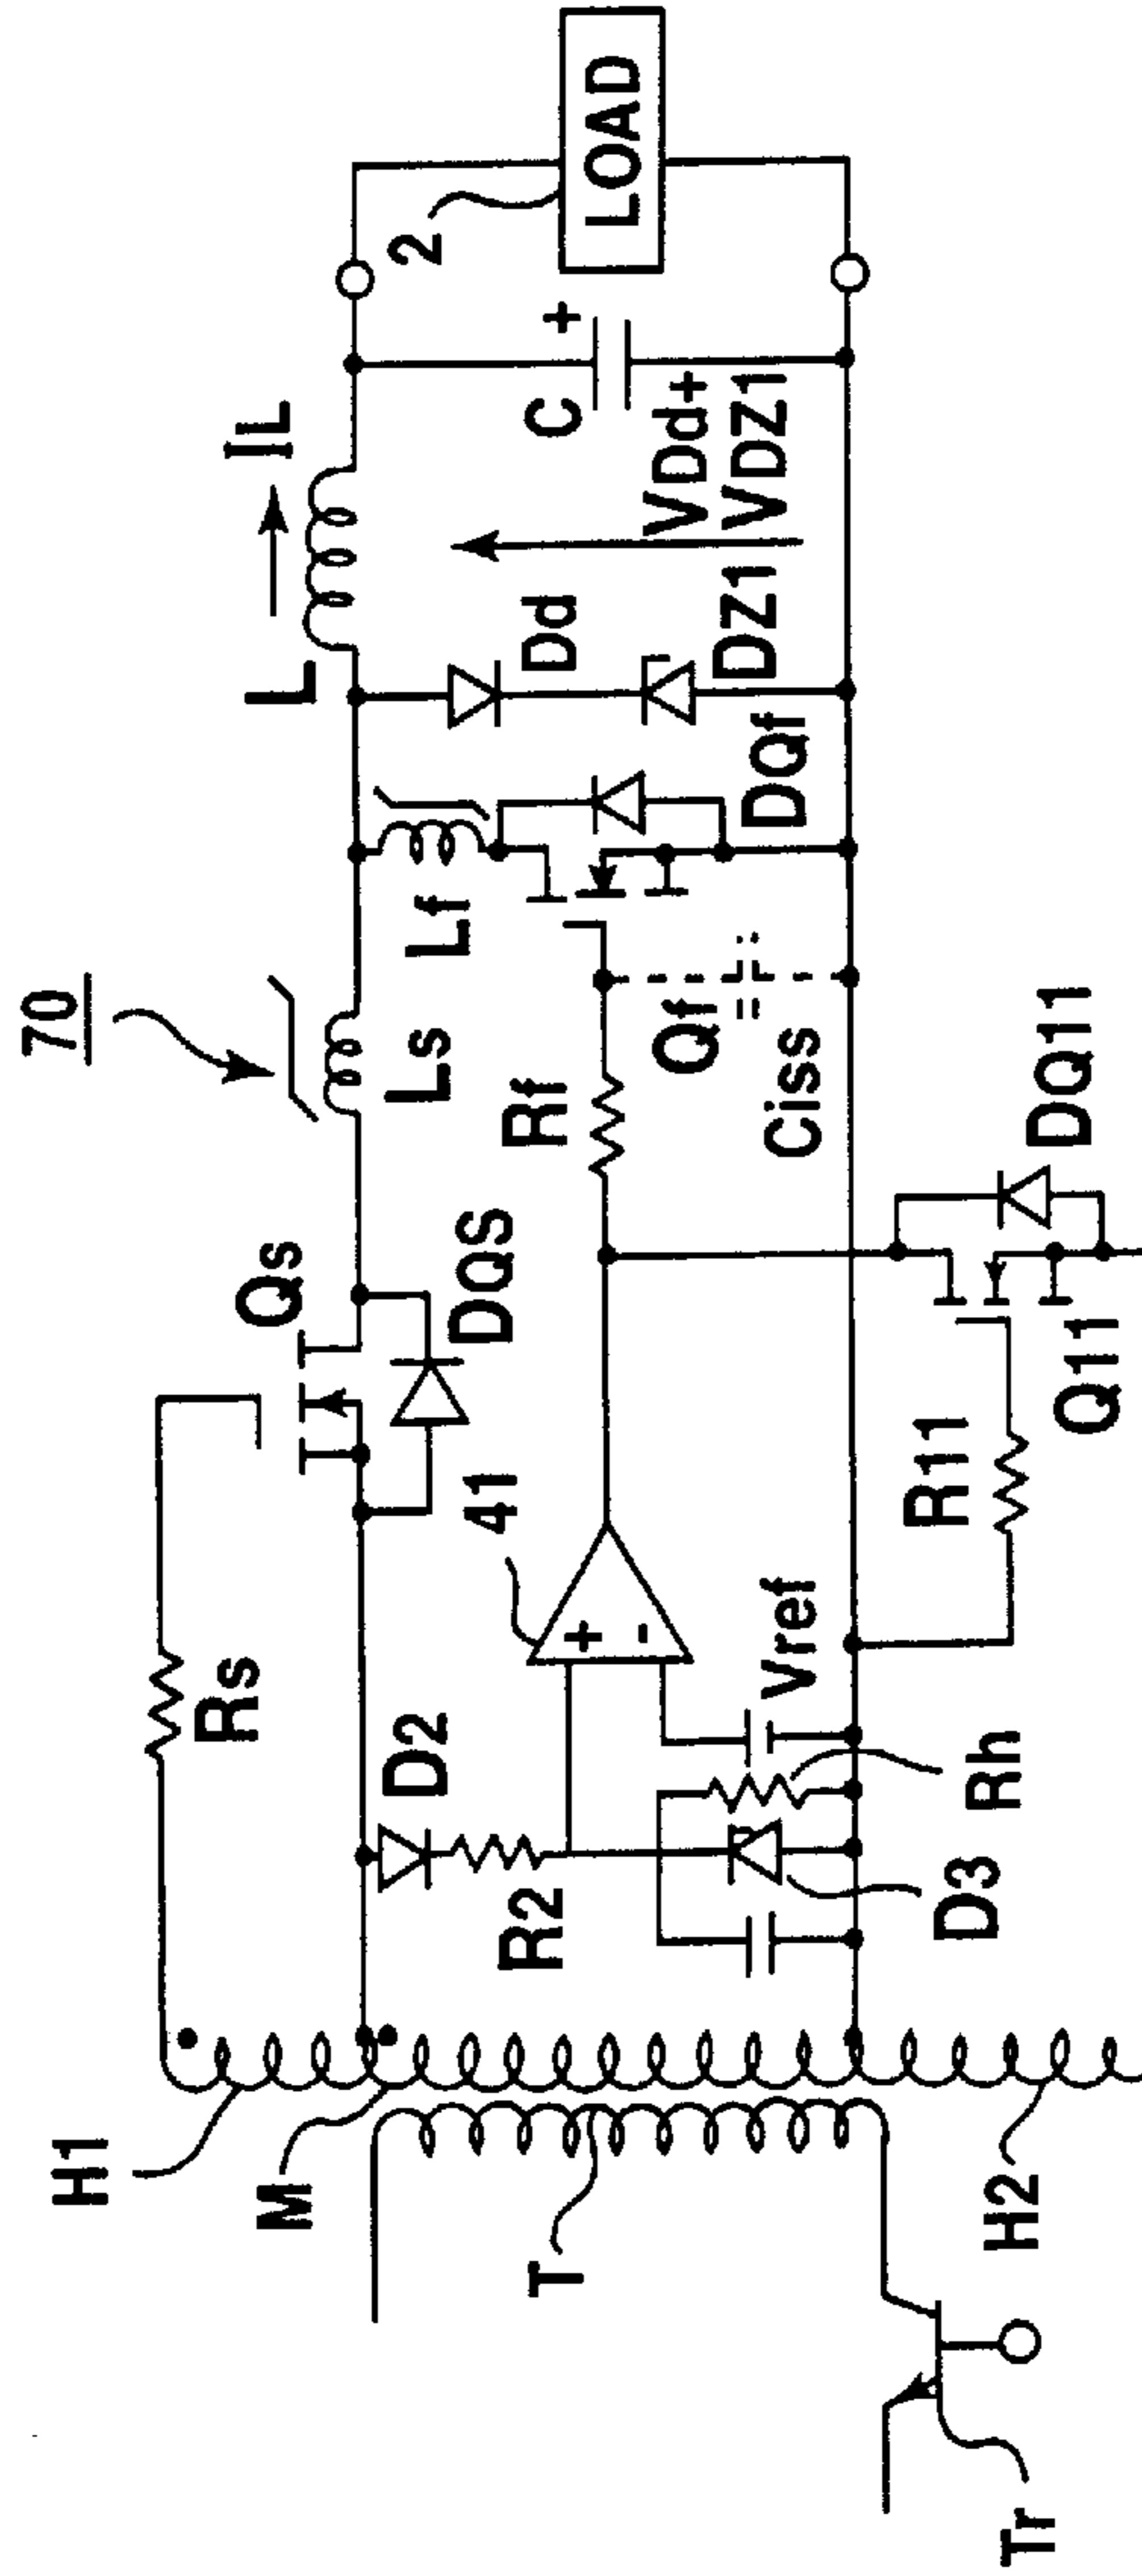 70
H1
Rs
Qs
Ls
L
IL
2
M
D2
DQS
Lf
Dd
C
+
LOAD
T
R2
41
+
-
Rf
VDd+
VDZ1
Vref
Qf
Ciss
DQf
DZ1
D3
Rh
R11
Q11
DQ11
H2
Tr